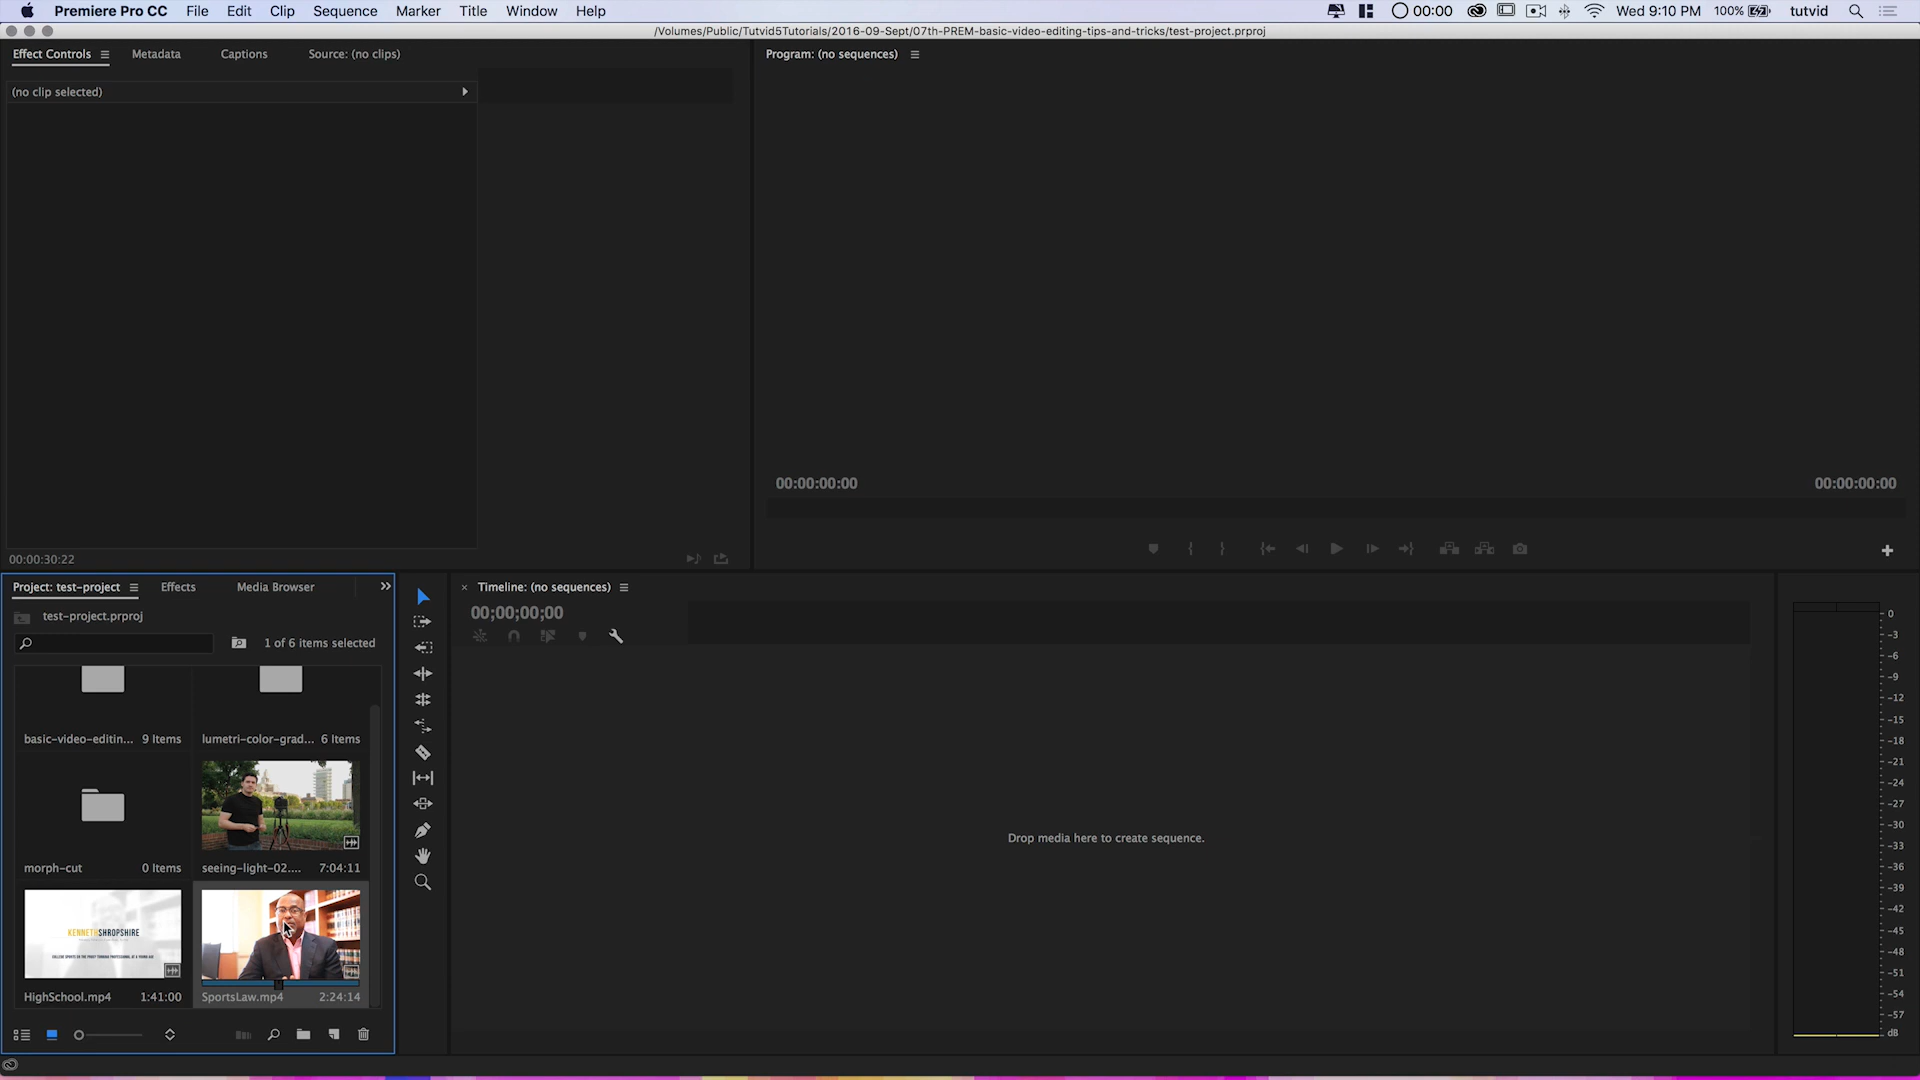 Premiere Pro CC File Edit Clip Sequence Marker Title Window Help 00:00 Wed 9:10 PM 100% tutvid
/Volumes/Public/Tutvid5Tutorials/2016-09-Sept/07th-PREM-basic-video-editing-tips-and-tricks/test-project.prproj
Effect Controls Metadata Captions Source: (no clips)
Program: (no sequences)
(no clip selected)
00:00:00:00 00:00:00:00
00:00:30:22
Project: test-project Effects Media Browser
Timeline: (no sequences)
00;00;00;00
test-project.prproj
1 of 6 items selected
basic-video-editin... 9 Items
lumetri-color-grad... 6 Items
Drop media here to create sequence.
morph-cut 0 Items
seeing-light-02.... 7:04:11
KENNETHSHROPSHIRE
HighSchool.mp4 1:41:00
SportsLaw.mp4 2:24:14
0
-3
-6
-9
-12
-15
-18
-21
-24
-27
-30
-33
-36
-39
-42
-45
-48
-51
-54
-57
dB